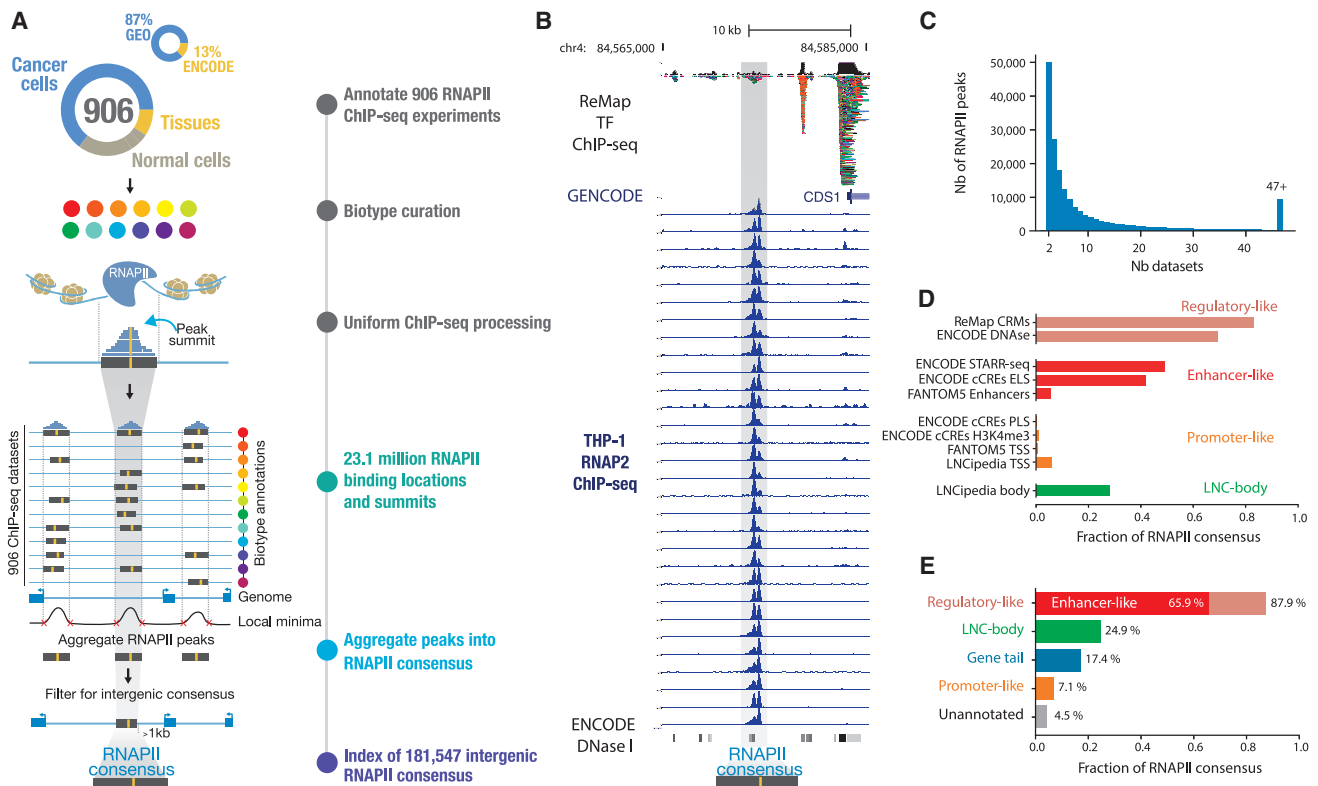 A
87%
GEO
13%
ENCODE
Cancer
cells
906
Tissues
Normal cells
RNAPII
Peak
summit
906 ChIP-seq datasets
Biotype annotations
Genome
Local minima
Aggregate RNAPII peaks
Filter for intergenic consensus
>1kb
RNAPII
consensus
Annotate 906 RNAPII
ChIP-seq experiments
Biotype curation
Uniform ChIP-seq processing
23.1 million RNAPII
binding locations
and summits
Aggregate peaks into
RNAPII consensus
Index of 181,547 intergenic
RNAPII consensus
B
10 kb
chr4: 84,565,000 84,585,000
ReMap
TF
ChIP-seq
GENCODE
CDS1
THP-1
RNAP2
ChIP-seq
ENCODE
DNase I
RNAPII
consensus
C
Nb of RNAPII peaks
50,000
40,000
30,000
20,000
10,000
0
47+
2 10 20 30 40
Nb datasets
D
Regulatory-like
ReMap CRMs
ENCODE DNAse
ENCODE STARR-seq
ENCODE cCREs ELS
FANTOM5 Enhancers
Enhancer-like
ENCODE cCREs PLS
ENCODE cCREs H3K4me3
FANTOM5 TSS
LNCipedia TSS
Promoter-like
LNCipedia body
LNC-body
0.0 0.2 0.4 0.6 0.8 1.0
Fraction of RNAPII consensus
E
Regulatory-like Enhancer-like 65.9 % 87.9 %
LNC-body 24.9 %
Gene tail 17.4 %
Promoter-like 7.1 %
Unannotated 4.5 %
0.0 0.2 0.4 0.6 0.8 1.0
Fraction of RNAPII consensus